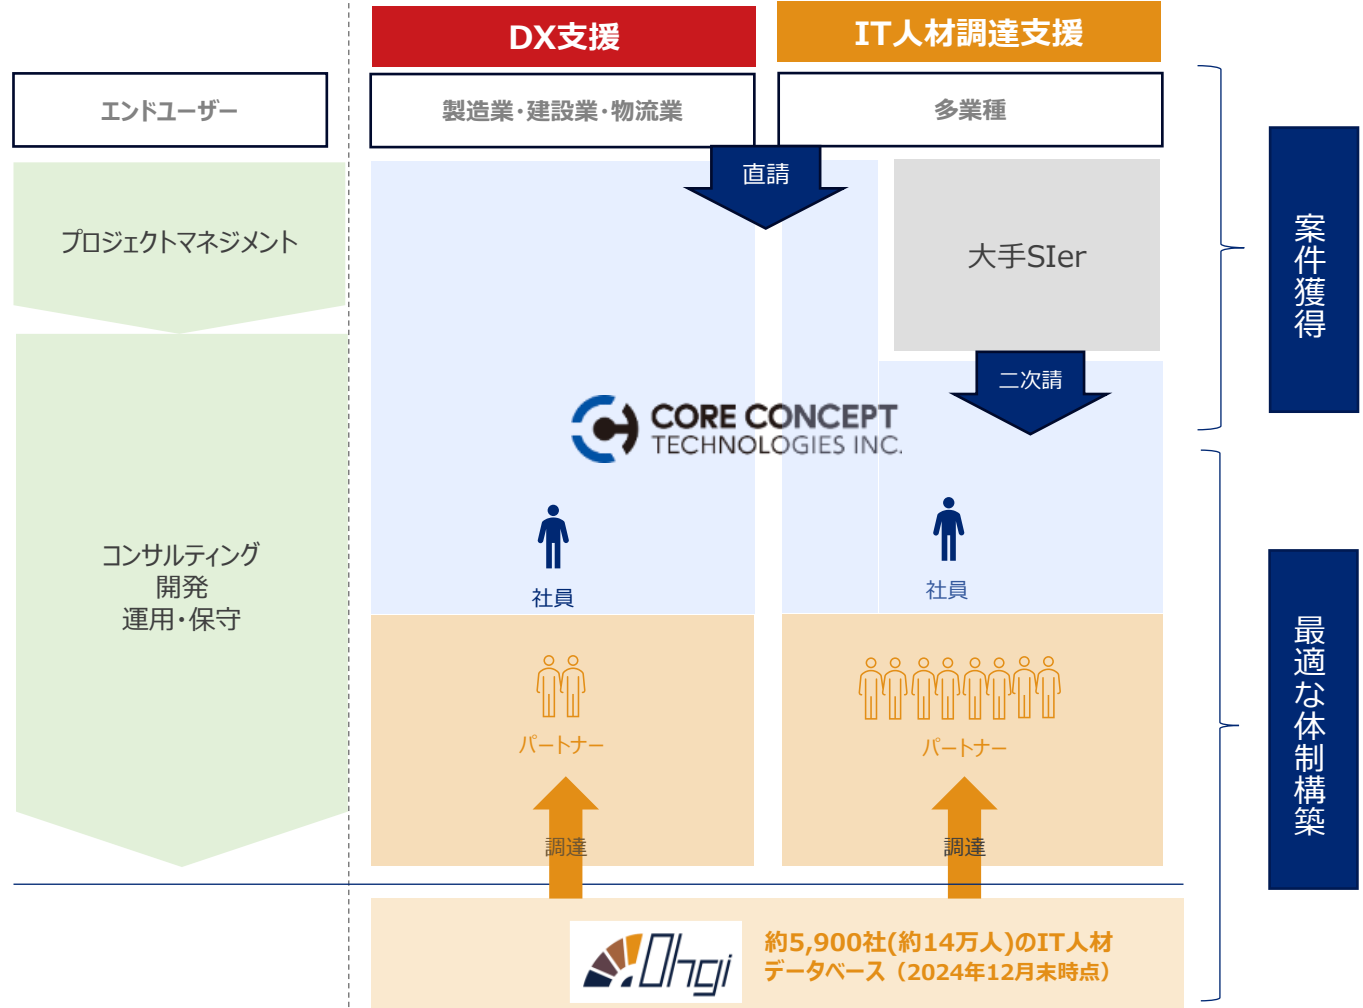 DX支援
IT人材調達支援
エンドユーザー
製造業・建設業・物流業
多業種
直請
プロジェクトマネジメント
大手SIer
案件獲得
二次請
CORE CONCEPT
TECHNOLOGIES INC.
社員
社員
コンサルティング
開発
運用・保守
最適な体制構築
パートナー
パートナー
調達
調達
Ohgi
約5,900社(約14万人)のIT人材
データベース（2024年12月末時点）